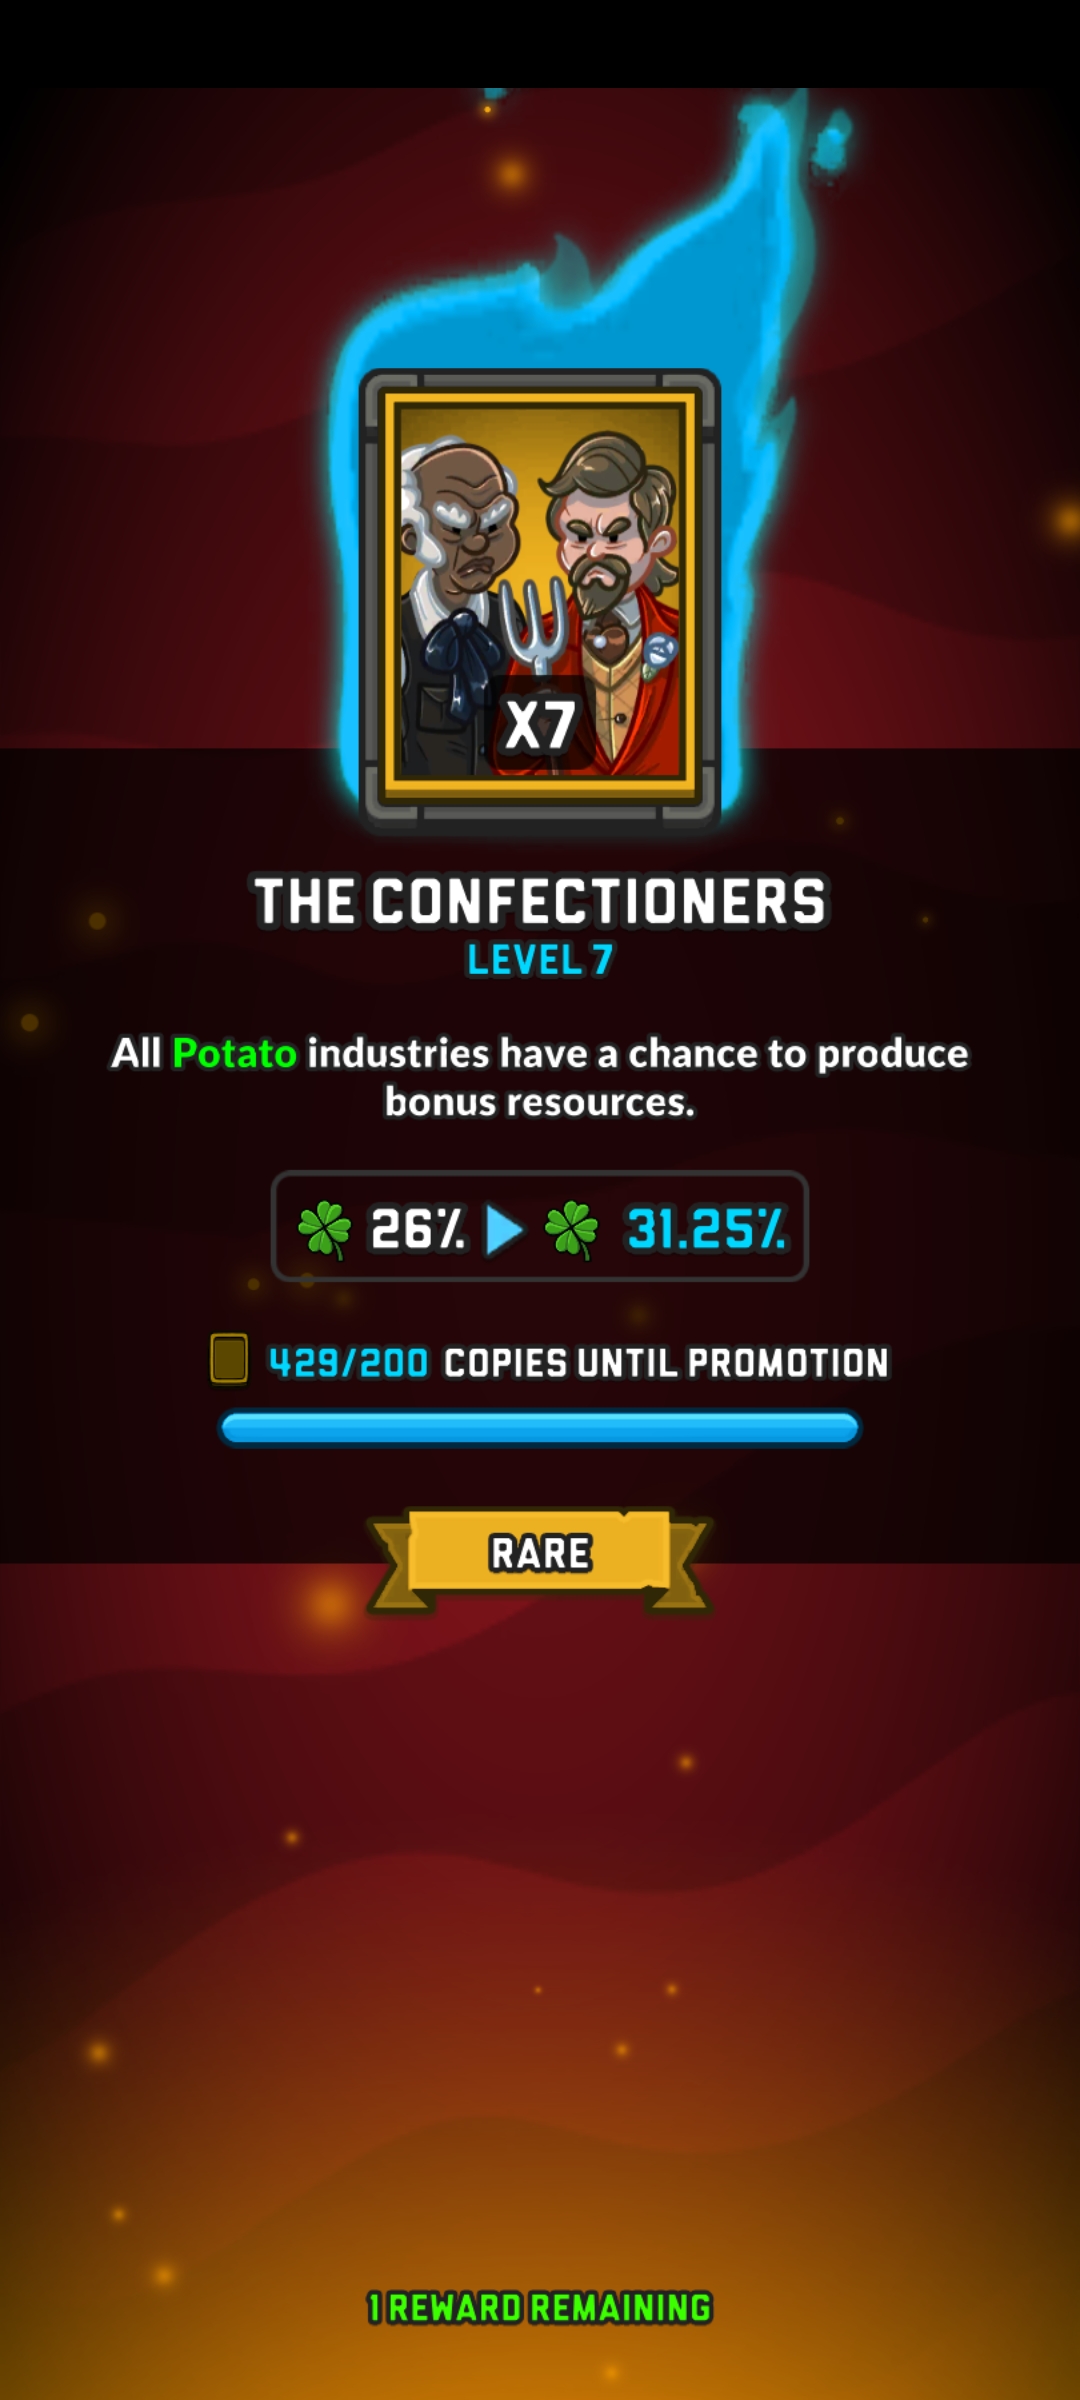 X7
THE CONFECTIONERS
LEVEL 7
All Potato industries have a chance to produce
bonus resources.
26% 31.25%
429/200 COPIES UNTIL PROMOTION
RARE
1 REWARD REMAINING